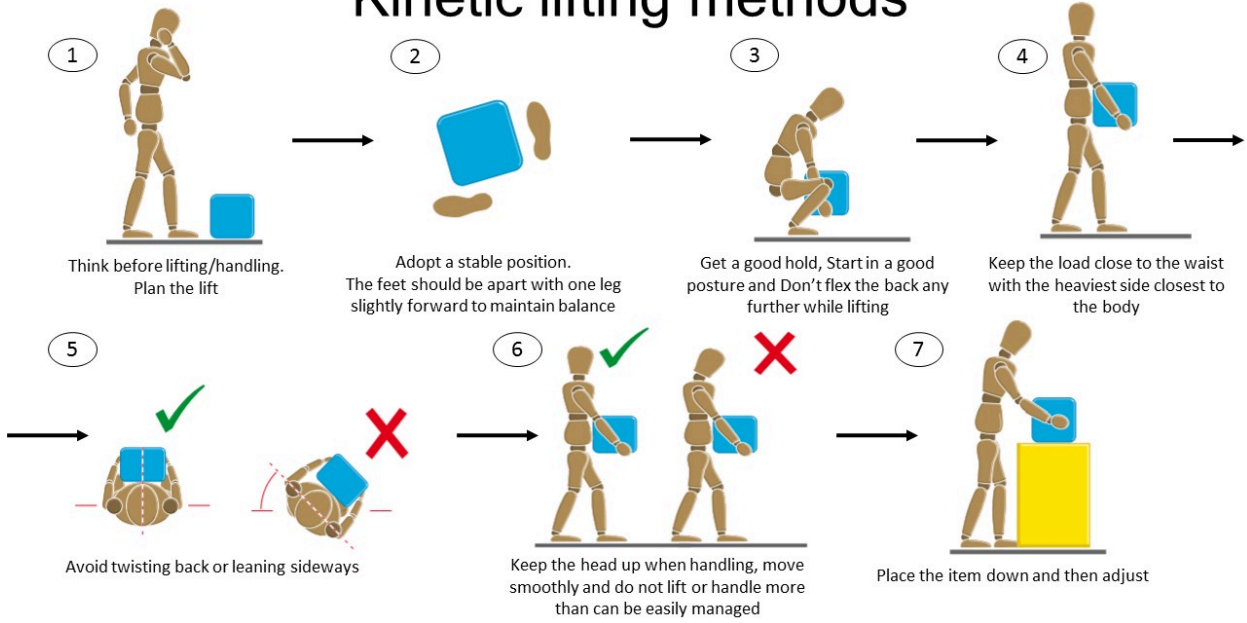 Kinetic lifting methods
1
2
3
4
Think before lifting/handling.
Plan the lift
Adopt a stable position.
The feet should be apart with one leg
slightly forward to maintain balance
Get a good hold, Start in a good
posture and Don't flex the back any
further while lifting
Keep the load close to the waist
with the heaviest side closest to
the body
5
6
7
Avoid twisting back or leaning sideways
Keep the head up when handling, move
smoothly and do not lift or handle more
than can be easily managed
Place the item down and then adjust